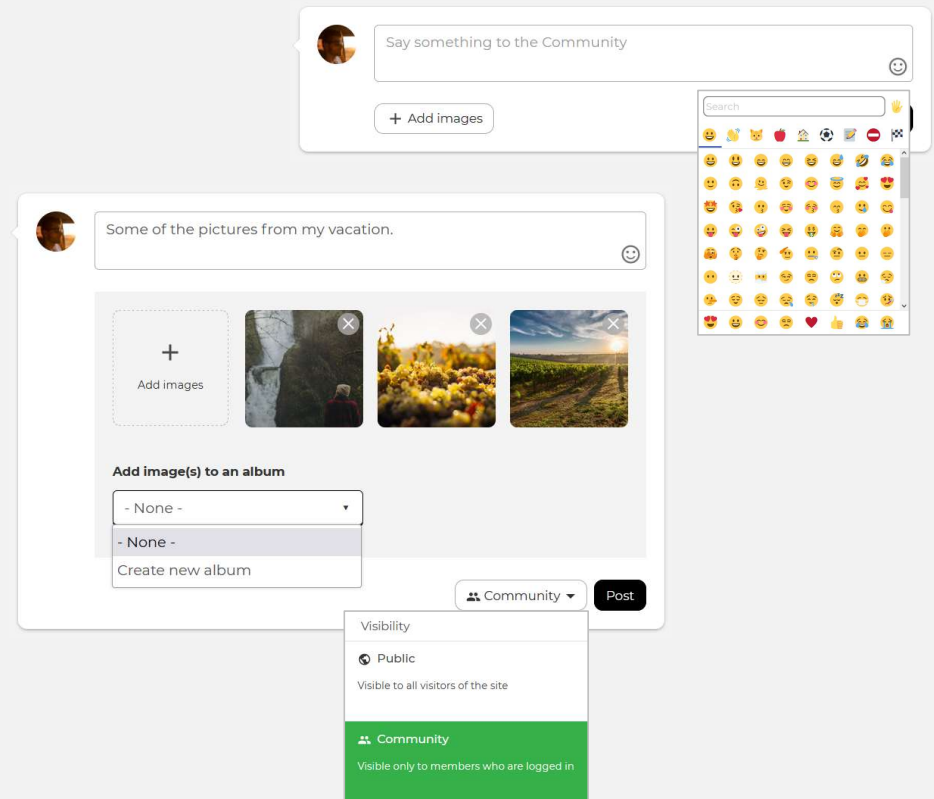 Say something to the Community
+ Add images
Search
Some of the pictures from my vacation.
+
Add images
Add image(s) to an album
- None -
- None -
Create new album
Community
Post
Visibility
Public
Visible to all visitors of the site
Community
Visible only to members who are logged in